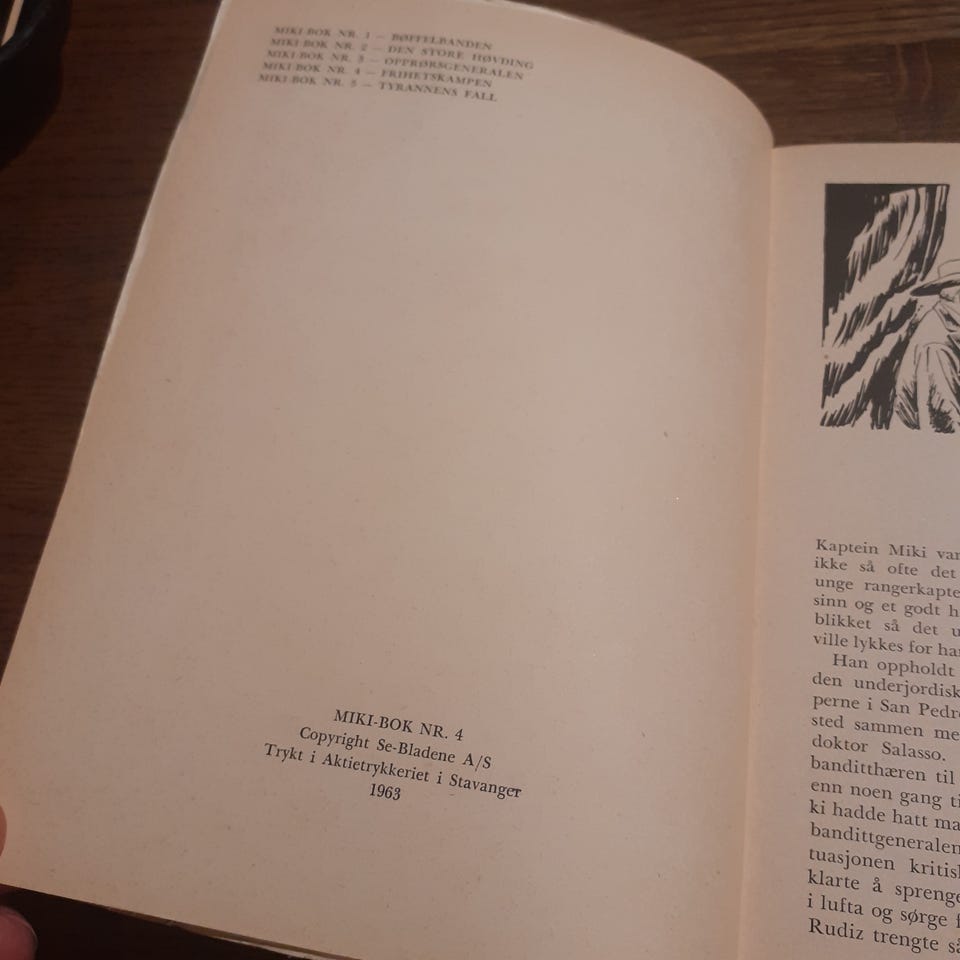 MIKI-BOK NR. 1 — BØFFELBANDEN
MIKI-BOK NR. 2 — DEN STORE HØVDING
MIKI-BOK NR. 3 — OPPRØRSGENERALEN
MIKI-BOK NR. 4 — FRIHETSKAMPEN
MIKI-BOK NR. 5 — TYRANNENS FALL
MIKI-BOK NR. 4
Copyright Se-Bladene A/S
Trykt i Aktietrykkeriet i Stavanger
1963
Kaptein Miki var
ikke så ofte det
unge rangerkapte
sinn og et godt h
blikket så det u
ville lykkes for ha
Han oppholdt
den underjordisk
perne i San Pedro
sted sammen me
doktor Salasso.
banditthæren til
enn noen gang ti
ki hadde hatt ma
bandittgeneralen
tuasjonen kritisk
klarte å sprenge
i lufta og sørge f
Rudiz trengte så